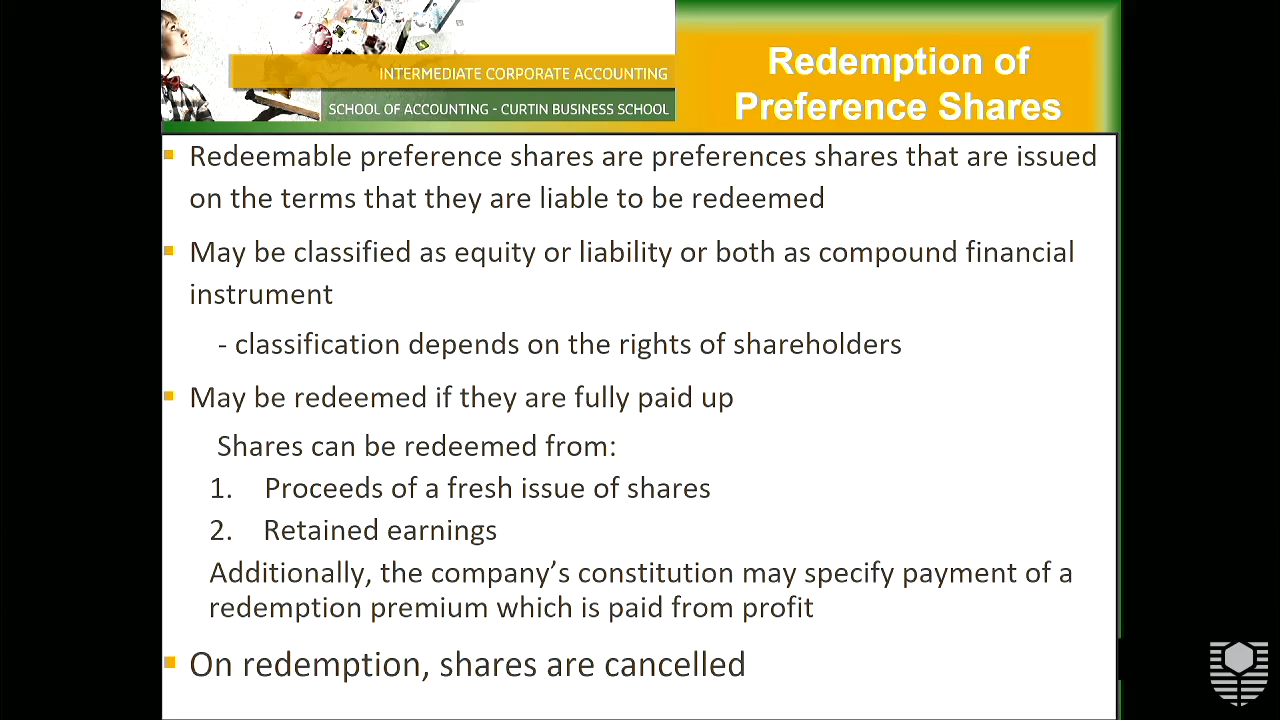 INTERMEDIATE CORPORATE ACCOUNTING
SCHOOL OF ACCOUNTING - CURTIN BUSINESS SCHOOL
Redemption of
Preference Shares
Redeemable preference shares are preferences shares that are issued
on the terms that they are liable to be redeemed
May be classified as equity or liability or both as compound financial
instrument
- classification depends on the rights of shareholders
May be redeemed if they are fully paid up
Shares can be redeemed from:
1. Proceeds of a fresh issue of shares
2. Retained earnings
Additionally, the company’s constitution may specify payment of a
redemption premium which is paid from profit
On redemption, shares are cancelled